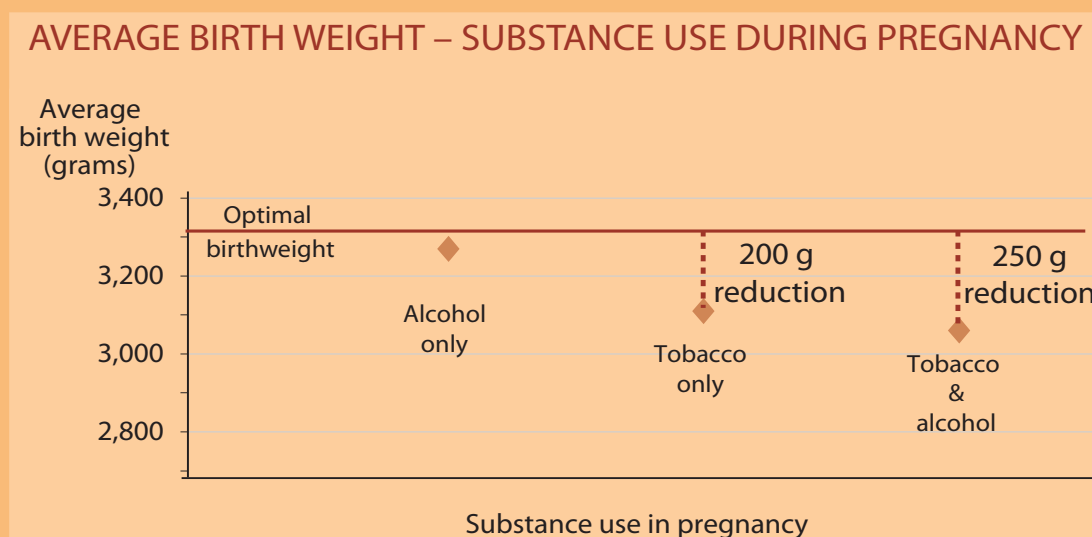 AVERAGE BIRTH WEIGHT – SUBSTANCE USE DURING PREGNANCY
Average
birth weight
(grams)
3,400
Optimal
birthweight
200 g
reduction
250 g
reduction
3,200
Alcohol
only
3,000
Tobacco
only
Tobacco
&
alcohol
2,800
Substance use in pregnancy